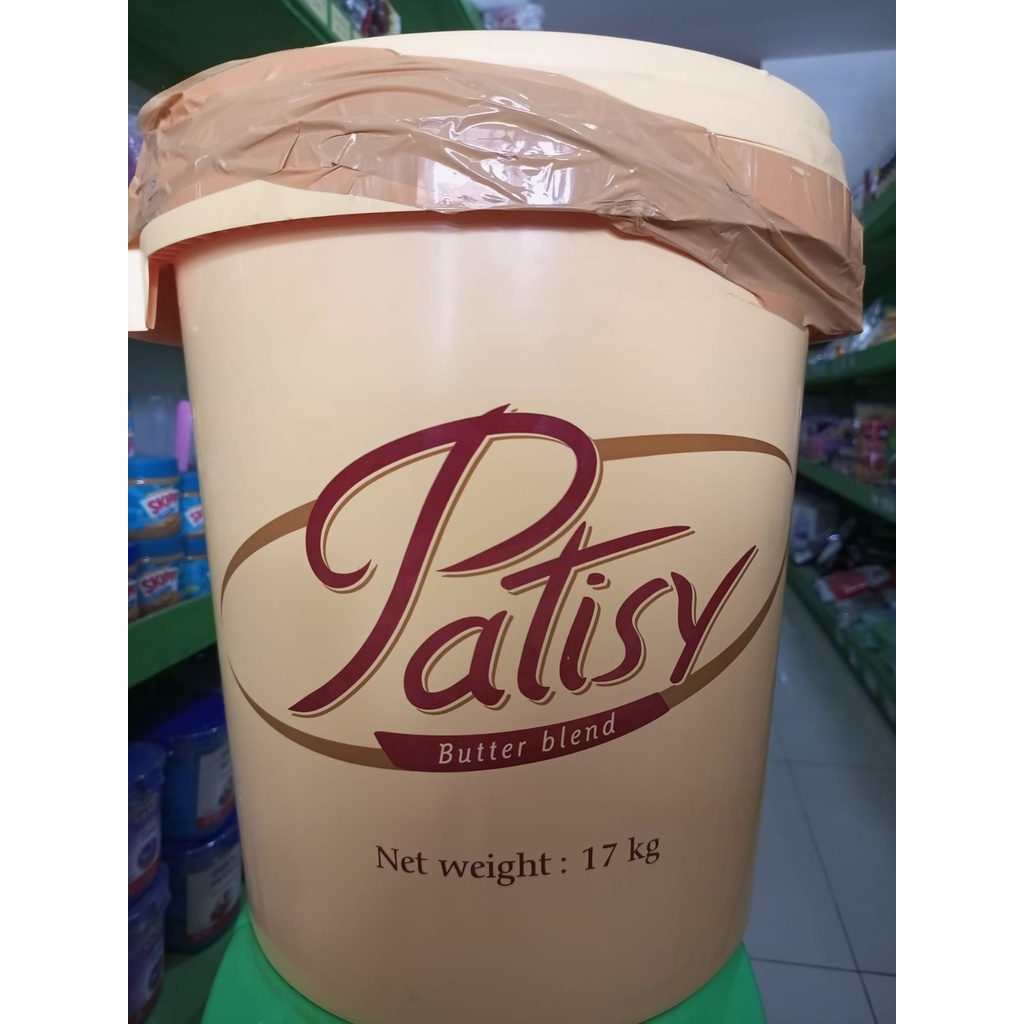 Patisy
Butter blend
Net weight : 17 kg